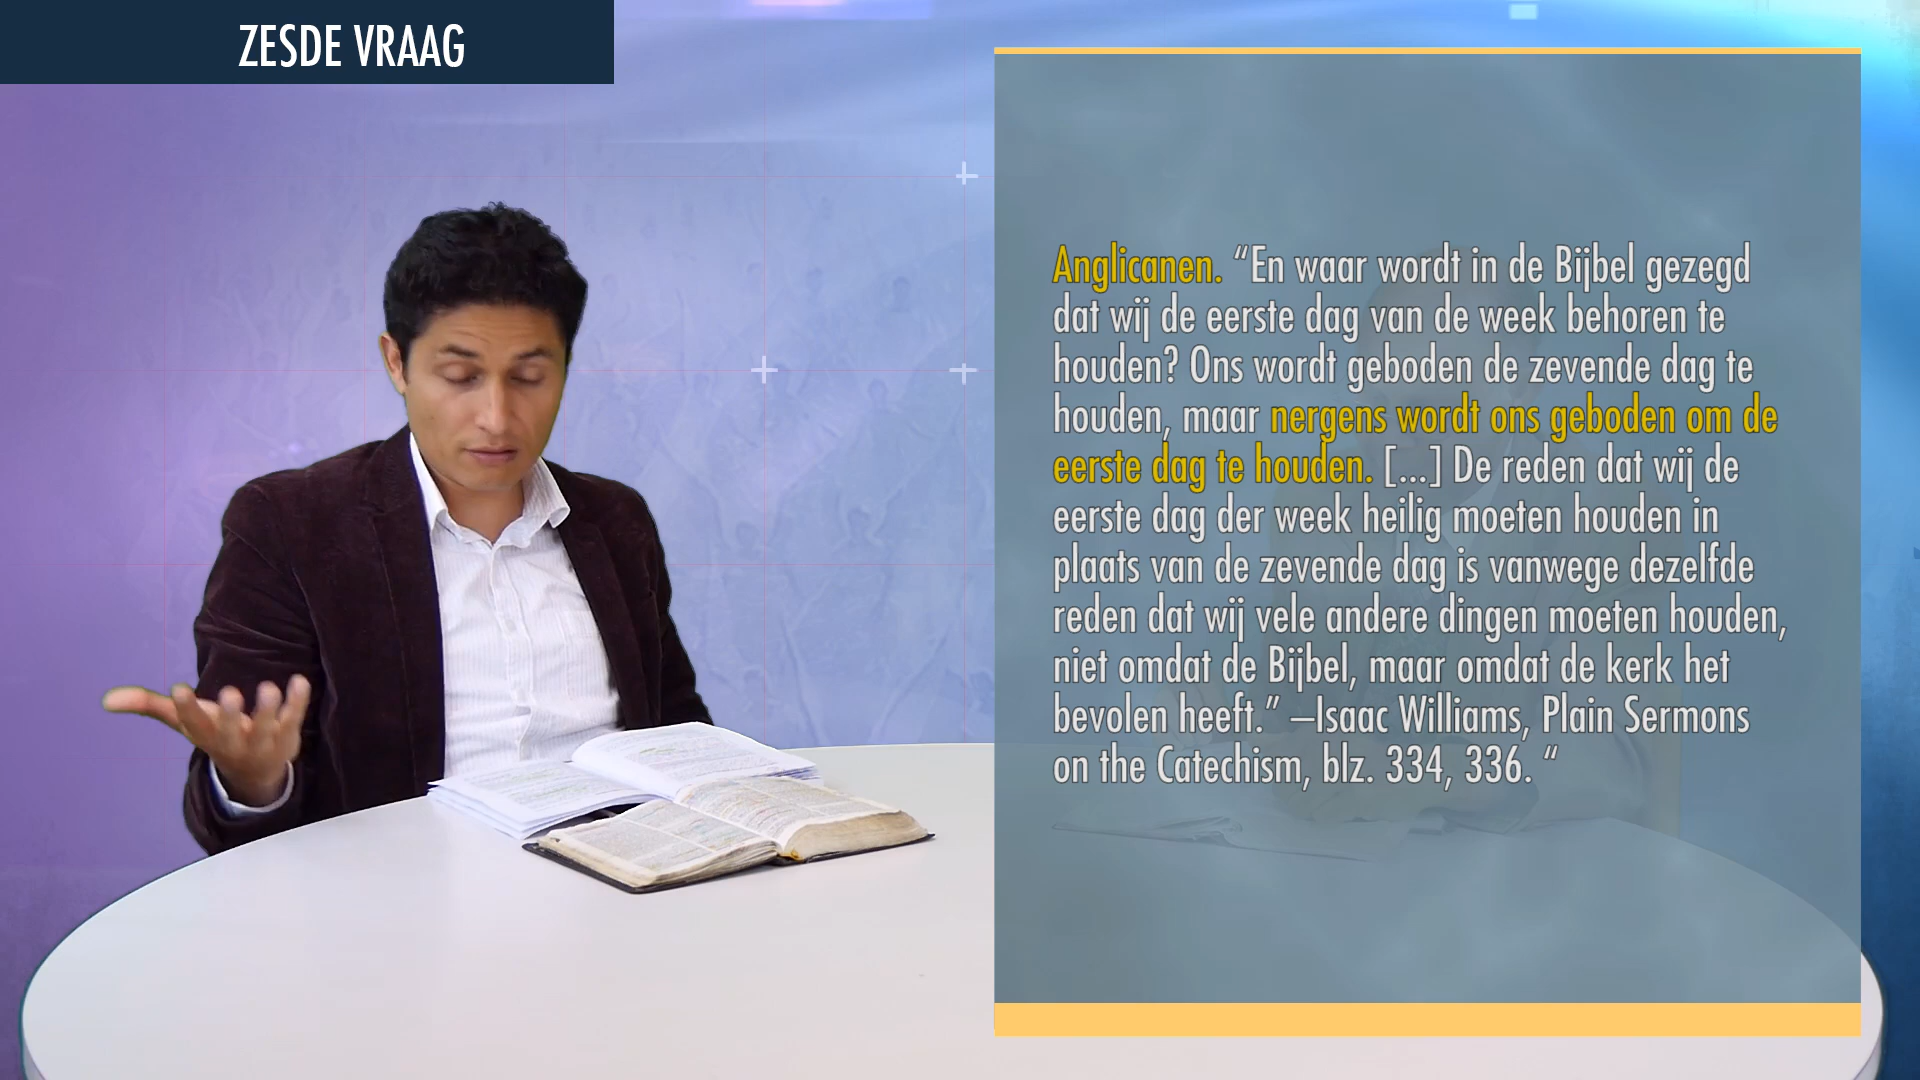 ZESDE VRAAG
Anglicanen. “En waar wordt in de Bijbel gezegd
dat wij de eerste dag van de week behoren te
houden? Ons wordt geboden de zevende dag te
houden, maar nergens wordt ons geboden om de
eerste dag te houden. [...] De reden dat wij de
eerste dag der week heilig moeten houden in
plaats van de zevende dag is vanwege dezelfde
reden dat wij vele andere dingen moeten houden,
niet omdat de Bijbel, maar omdat de kerk het
bevolen heeft.” –Isaac Williams, Plain Sermons
on the Catechism, blz. 334, 336. “